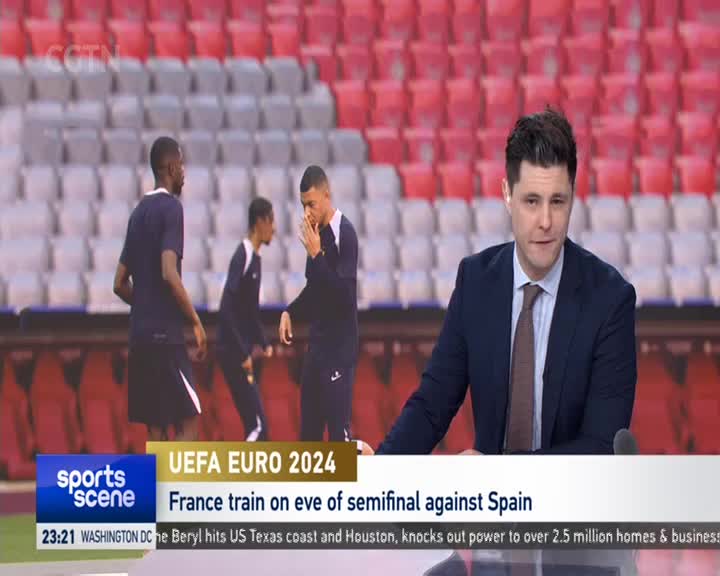 CGTN
UEFA EURO 2024
sports scene
France train on eve of semifinal against Spain
23:21 WASHINGTON DC
ne Beryl hits US Texas coast and Houston, knocks out power to over 2.5 million homes & business